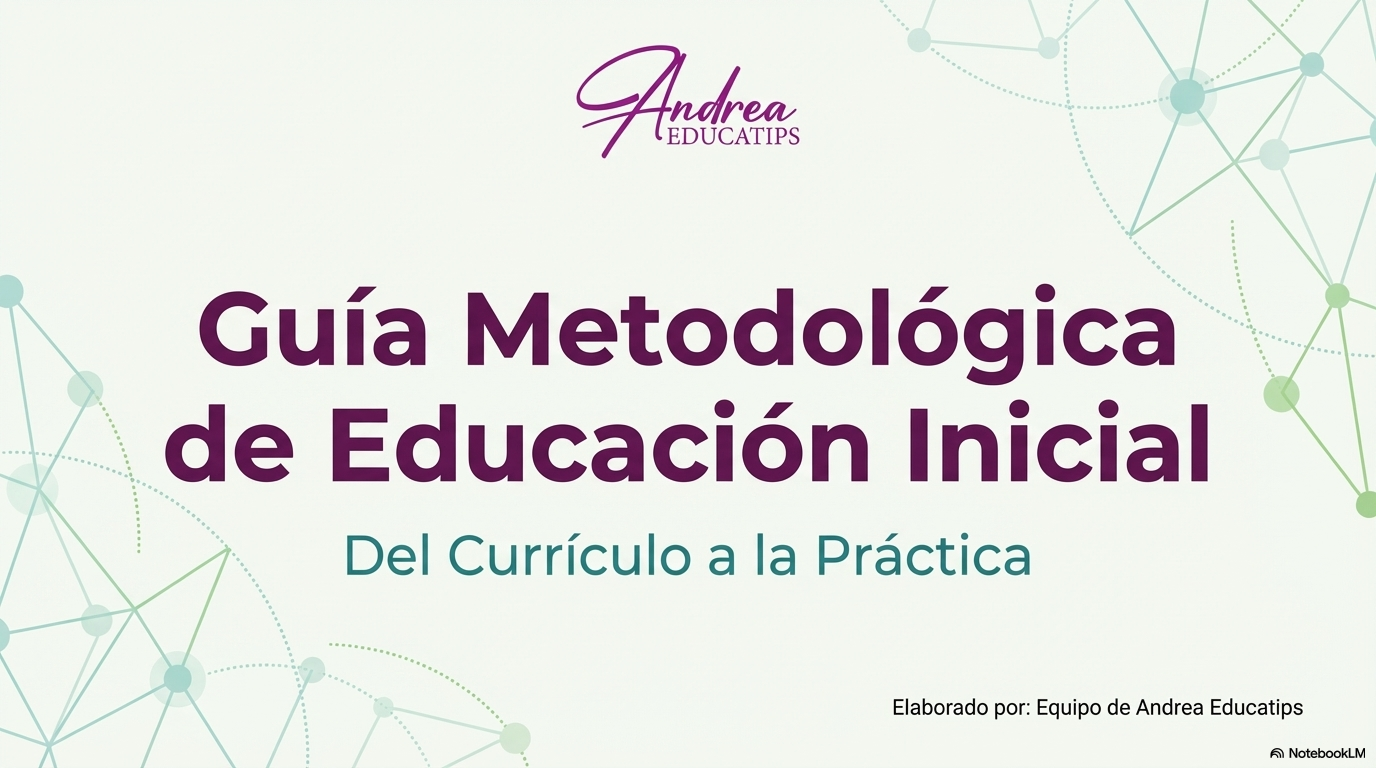 Andrea
EDUCATIPS
Guía Metodológica
de Educación Inicial
Del Currículo a la Práctica
Elaborado por: Equipo de Andrea Educatips
NotebookLM